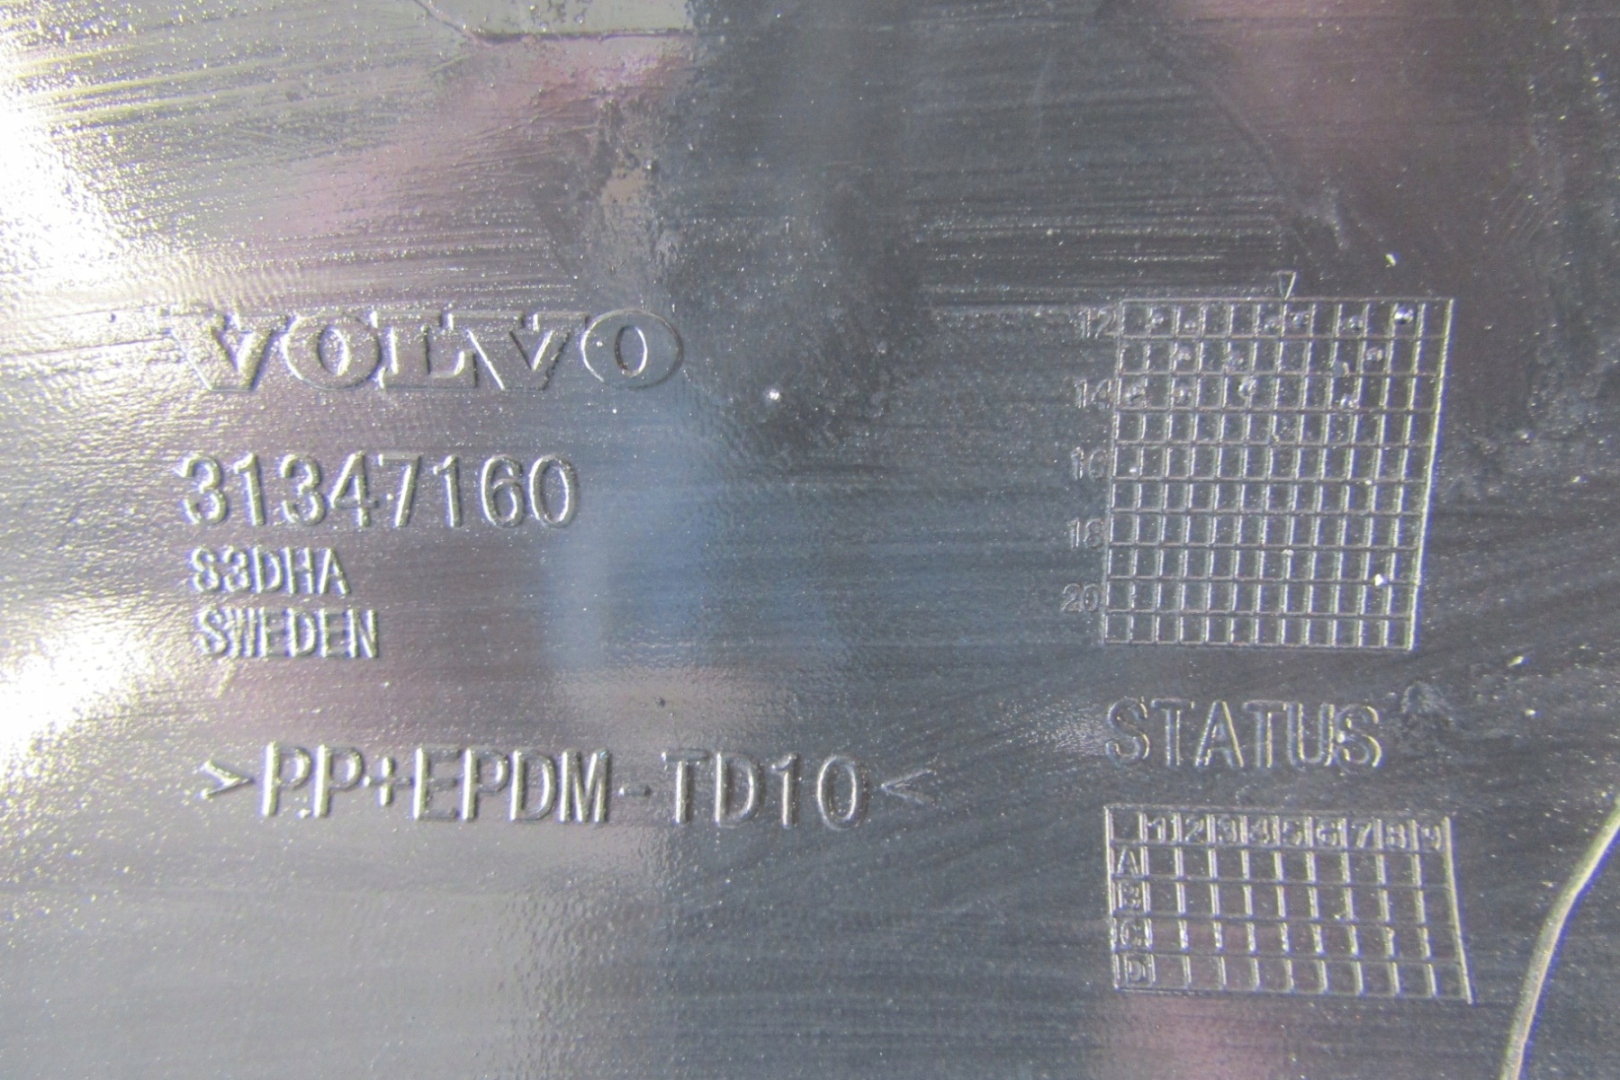 VOLVO
31347160
S3DHA
SWEDEN
>PP+EPDM-TD10<
12
14
16
18
20
STATUS
1 2 3 4 5 6 7 8 9
A
B
C
D